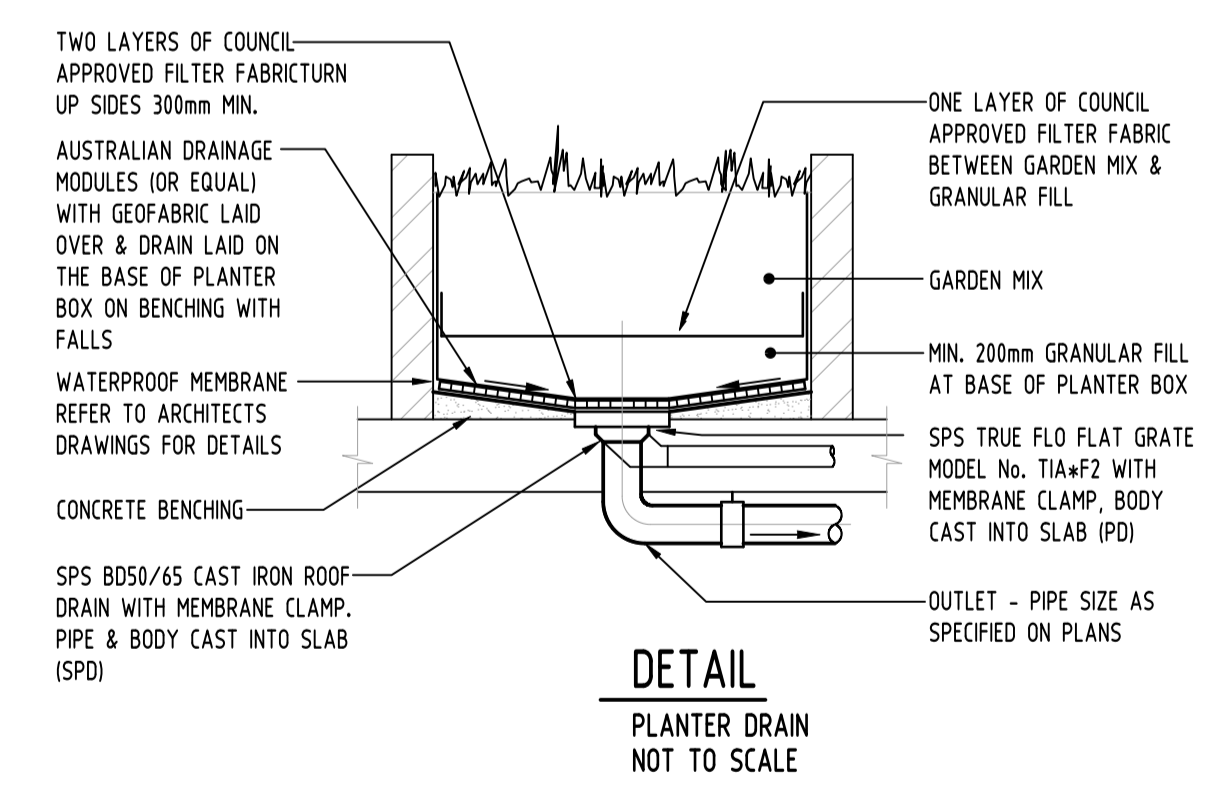 TWO LAYERS OF COUNCIL
APPROVED FILTER FABRICTURN
UP SIDES 300mm MIN.
AUSTRALIAN DRAINAGE
MODULES (OR EQUAL)
WITH GEOFABRIC LAID
OVER & DRAIN LAID ON
THE BASE OF PLANTER
BOX ON BENCHING WITH
FALLS
WATERPROOF MEMBRANE
REFER TO ARCHITECTS
DRAWINGS FOR DETAILS
CONCRETE BENCHING
SPS BD50/65 CAST IRON ROOF
DRAIN WITH MEMBRANE CLAMP.
PIPE & BODY CAST INTO SLAB
(SPD)
ONE LAYER OF COUNCIL
APPROVED FILTER FABRIC
BETWEEN GARDEN MIX &
GRANULAR FILL
GARDEN MIX
MIN. 200mm GRANULAR FILL
AT BASE OF PLANTER BOX
SPS TRUE FLO FLAT GRATE
MODEL No. TIA*F2 WITH
MEMBRANE CLAMP, BODY
CAST INTO SLAB (PD)
OUTLET - PIPE SIZE AS
SPECIFIED ON PLANS
DETAIL
PLANTER DRAIN
NOT TO SCALE